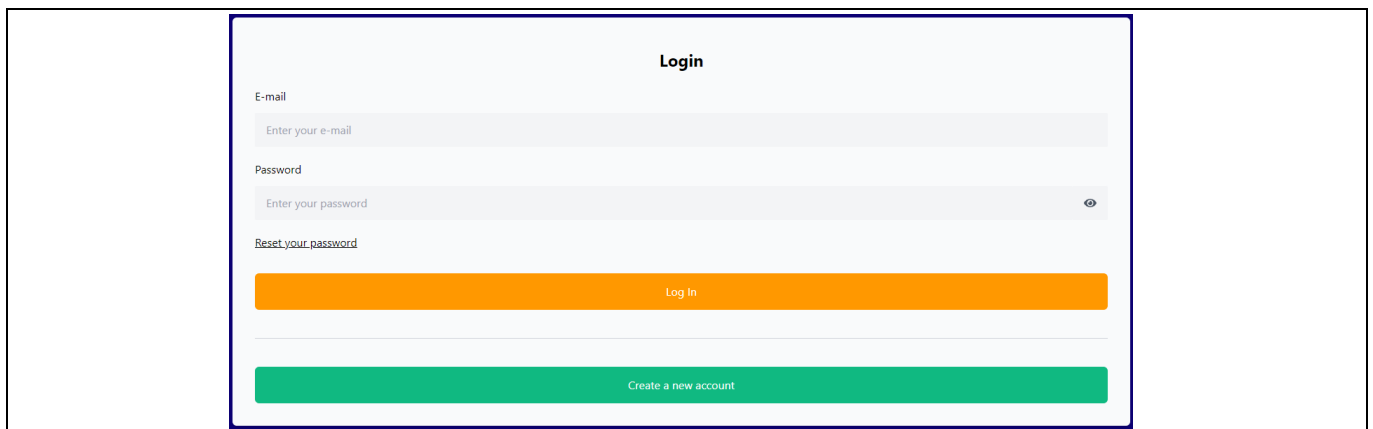 Login
E-mail
Enter your e-mail
Password
Enter your password
Reset your password
Log In
Create a new account